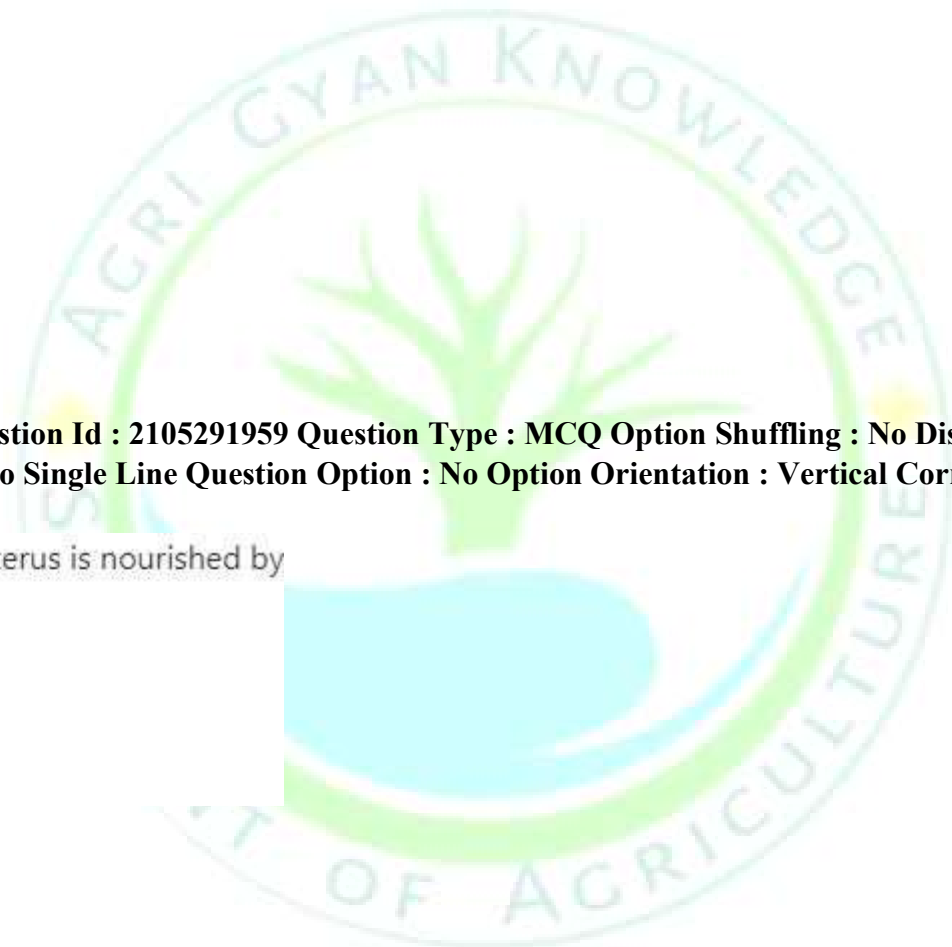 AGRI GYAN KNOWLEDGE
stion Id : 2105291959 Question Type : MCQ Option Shuffling : No Dis
o Single Line Question Option : No Option Orientation : Vertical Cor
erus is nourished by
OF AGRICULTURE